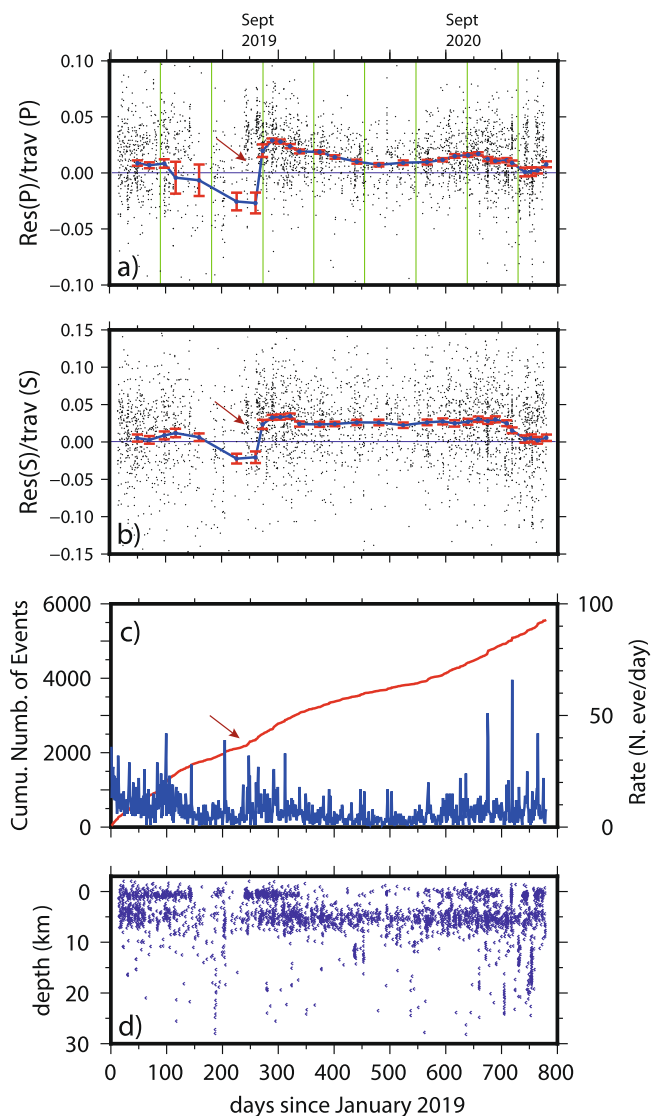 Sept
2019
Sept
2020
0.10
0.05
0.00
−0.05
−0.10
Res(P)/trav (P)
a)
0.15
0.10
0.05
0.00
−0.05
−0.10
−0.15
Res(S)/trav (S)
b)
6000
4000
2000
0
Cumu. Numb. of Events
c)
100
50
0
Rate (N. eve/day)
0
10
20
30
depth (km)
d)
0 100 200 300 400 500 600 700 800
days since January 2019